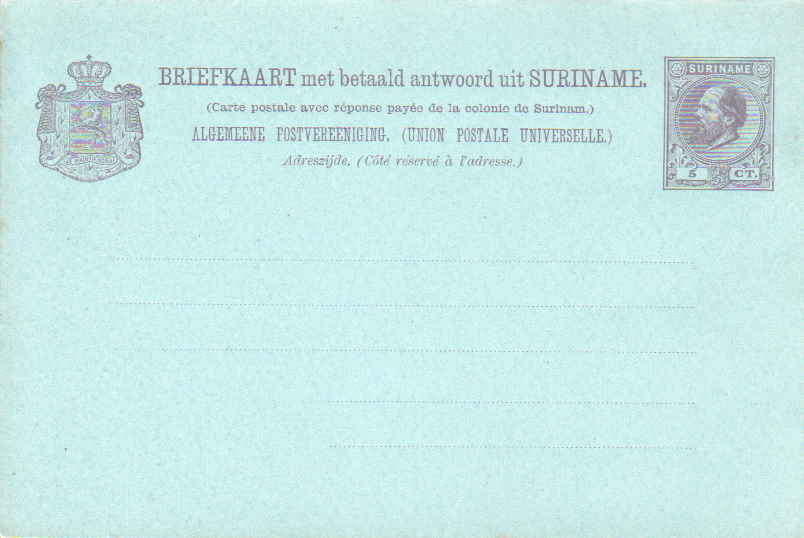 BRIEFKAART met betaald antwoord uit SURINAME.
(Carte postale avec réponse payée de la colonie de Surinam.)
ALGEMEENE POSTVEREENIGING. (UNION POSTALE UNIVERSELLE.)
Adreszijde. (Côté réservé à l'adresse.)
SURINAME
5 CT.